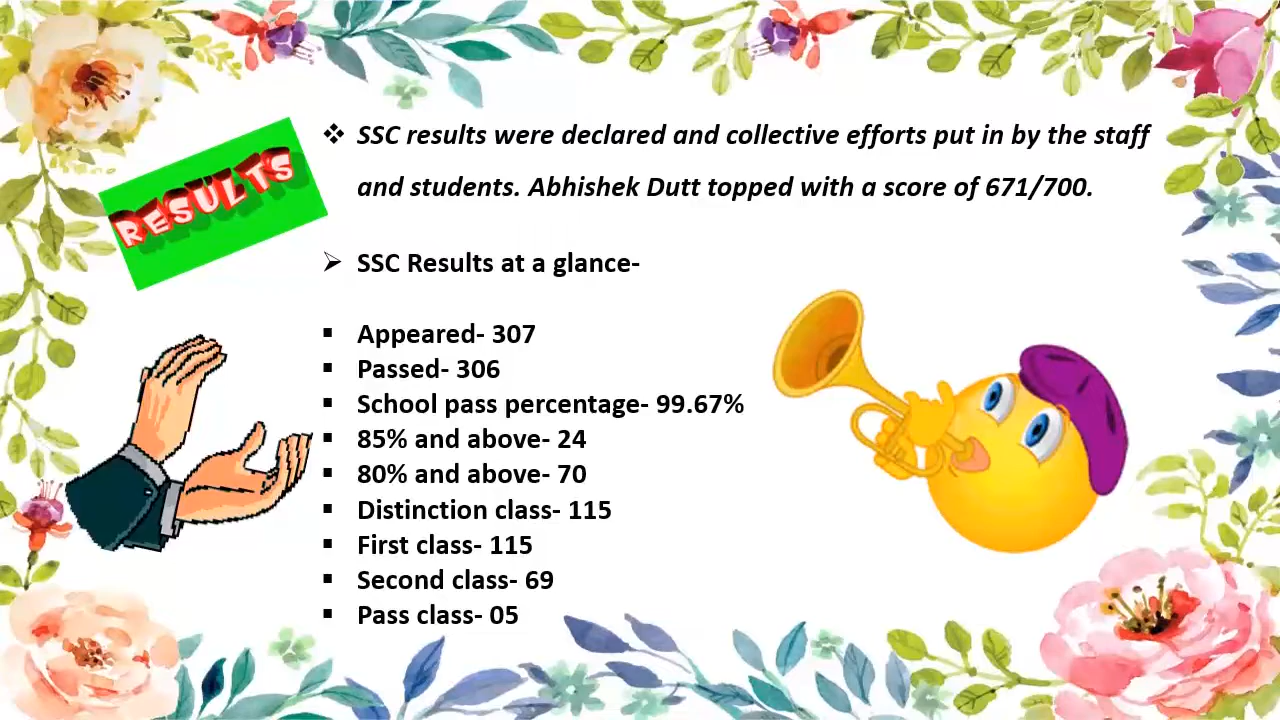 RESULTS
❖ SSC results were declared and collective efforts put in by the staff
and students. Abhishek Dutt topped with a score of 671/700.
➢ SSC Results at a glance-
▪ Appeared- 307
▪ Passed- 306
▪ School pass percentage- 99.67%
▪ 85% and above- 24
▪ 80% and above- 70
▪ Distinction class- 115
▪ First class- 115
▪ Second class- 69
▪ Pass class- 05